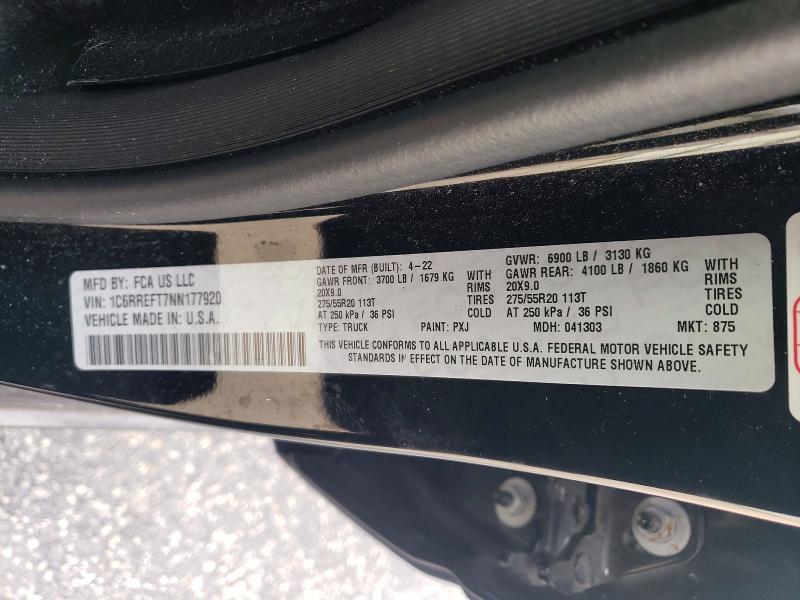 MFD BY: FCA US LLC
VIN: 1C6RREFT7NN177920
VEHICLE MADE IN: U.S.A.
DATE OF MFR (BUILT): 4-22 GVWR: 6900 LB / 3130 KG
GAWR FRONT: 3700 LB / 1679 KG WITH GAWR REAR: 4100 LB / 1860 KG WITH
20X9.0 RIMS 20X9.0 RIMS
275/55R20 113T TIRES 275/55R20 113T TIRES
AT 250 kPa / 36 PSI COLD AT 250 kPa / 36 PSI COLD
TYPE: TRUCK PAINT: PXJ MDH: 041303 MKT: 875
THIS VEHICLE CONFORMS TO ALL APPLICABLE U.S.A. FEDERAL MOTOR VEHICLE SAFETY
STANDARDS IN EFFECT ON THE DATE OF MANUFACTURE SHOWN ABOVE.